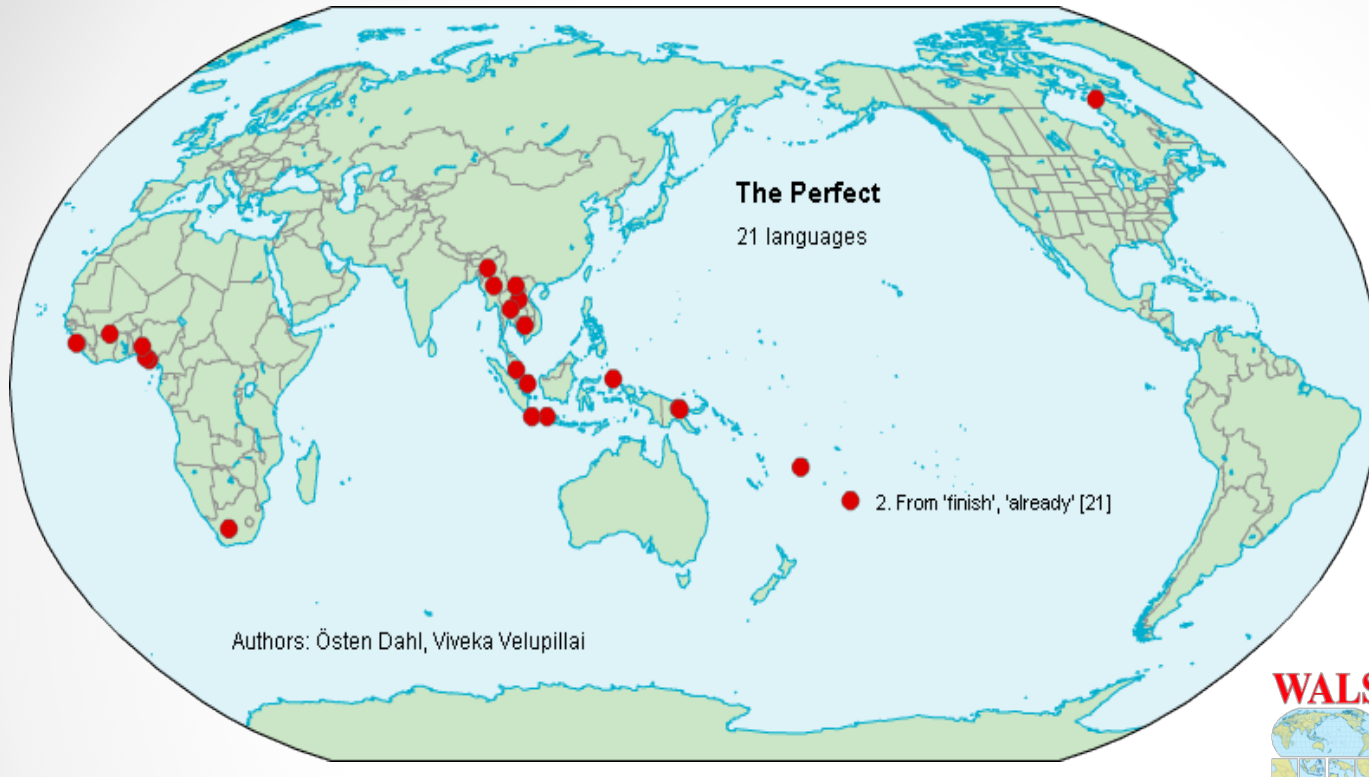 The Perfect
21 languages
2. From 'finish', 'already' [21]
Authors: Östen Dahl, Viveka Velupillai
WALS